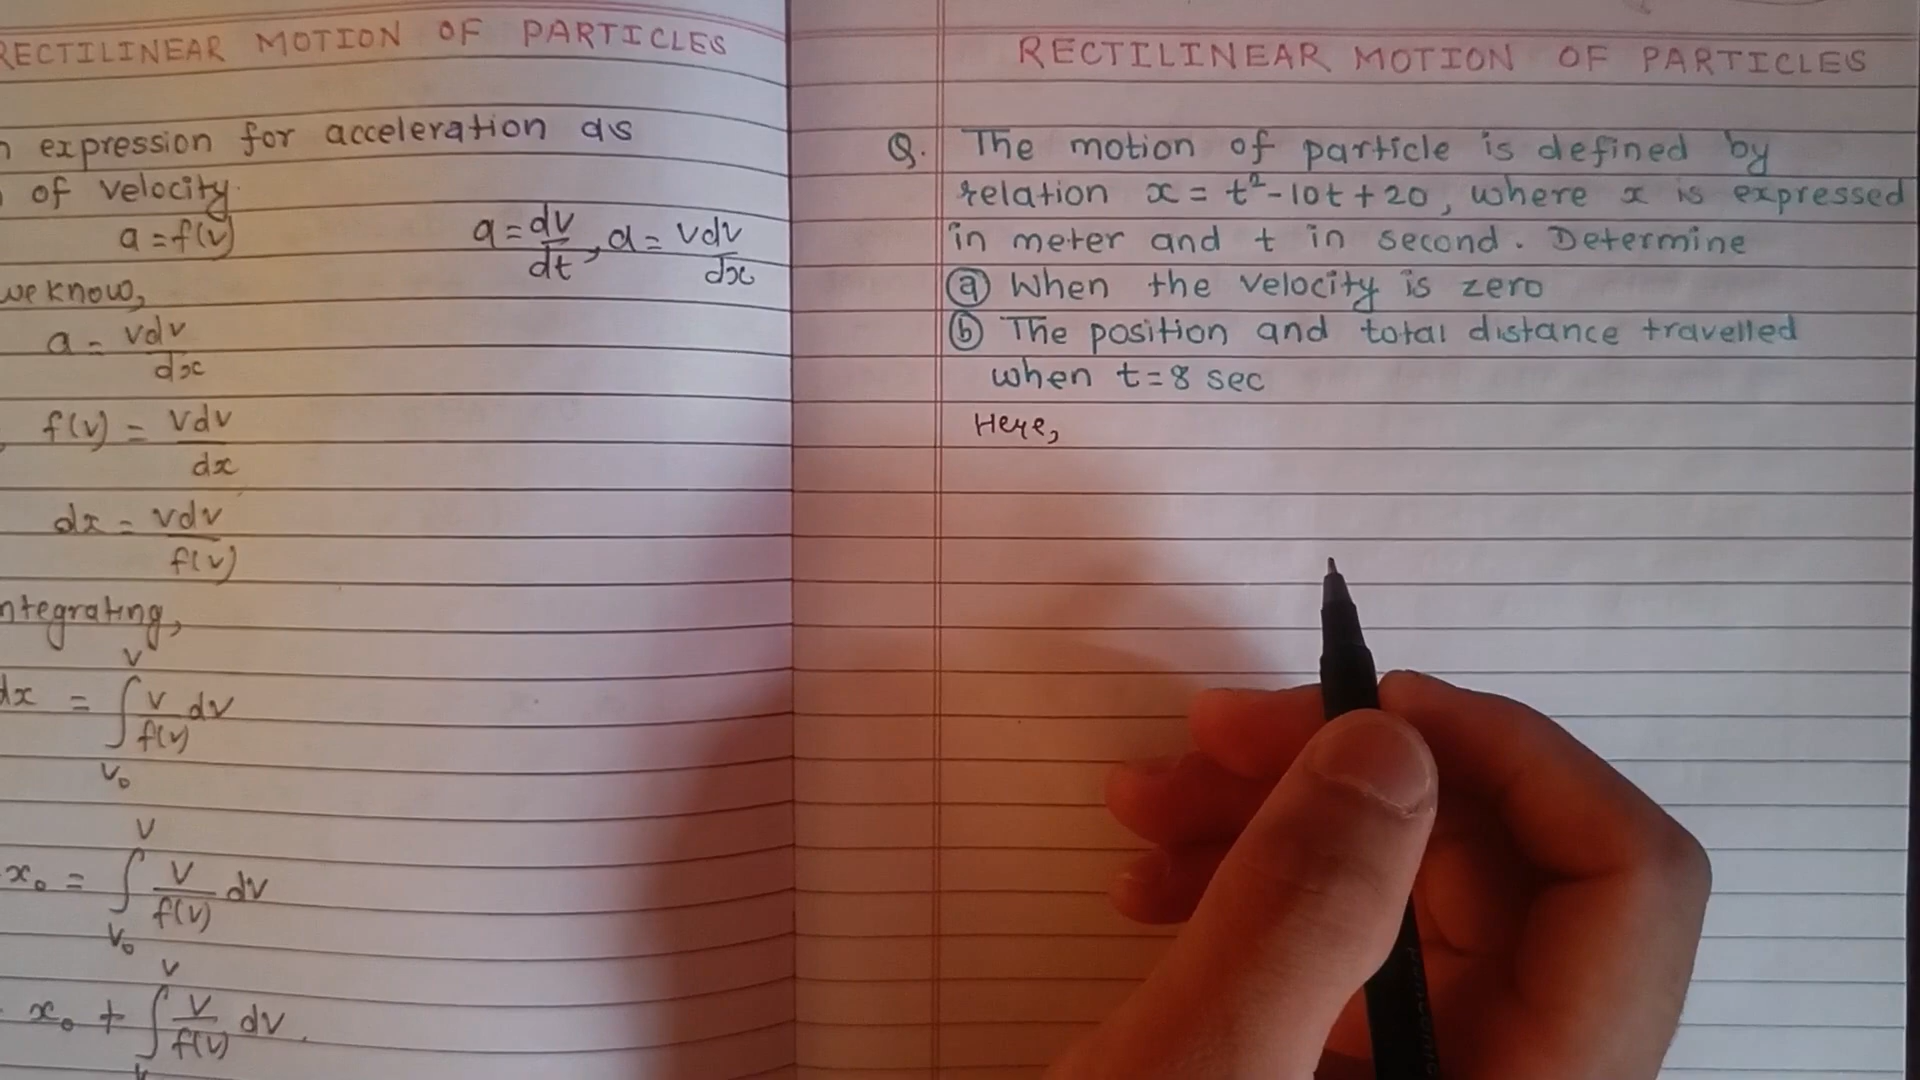 RECTILINEAR MOTION OF PARTICLES
expression for acceleration as
of velocity.
a = f(v)
a = dv/dt, a = vdv/dx
we know,
a = vdv/dx
f(v) = vdv/dx
dx = vdv/f(v)
ntegrating,
dx = ∫ v/f(v) dv
v
v₀
x₀ = ∫ v/f(v) dv
v
v₀
x₀ + ∫ v/f(v) dv.
v
RECTILINEAR MOTION OF PARTICLES
Q. The motion of particle is defined by
relation x = t² - 10t + 20, where x is expressed
in meter and t in second. Determine
ⓐ When the velocity is zero
ⓑ The position and total distance travelled
when t = 8 sec
Here,